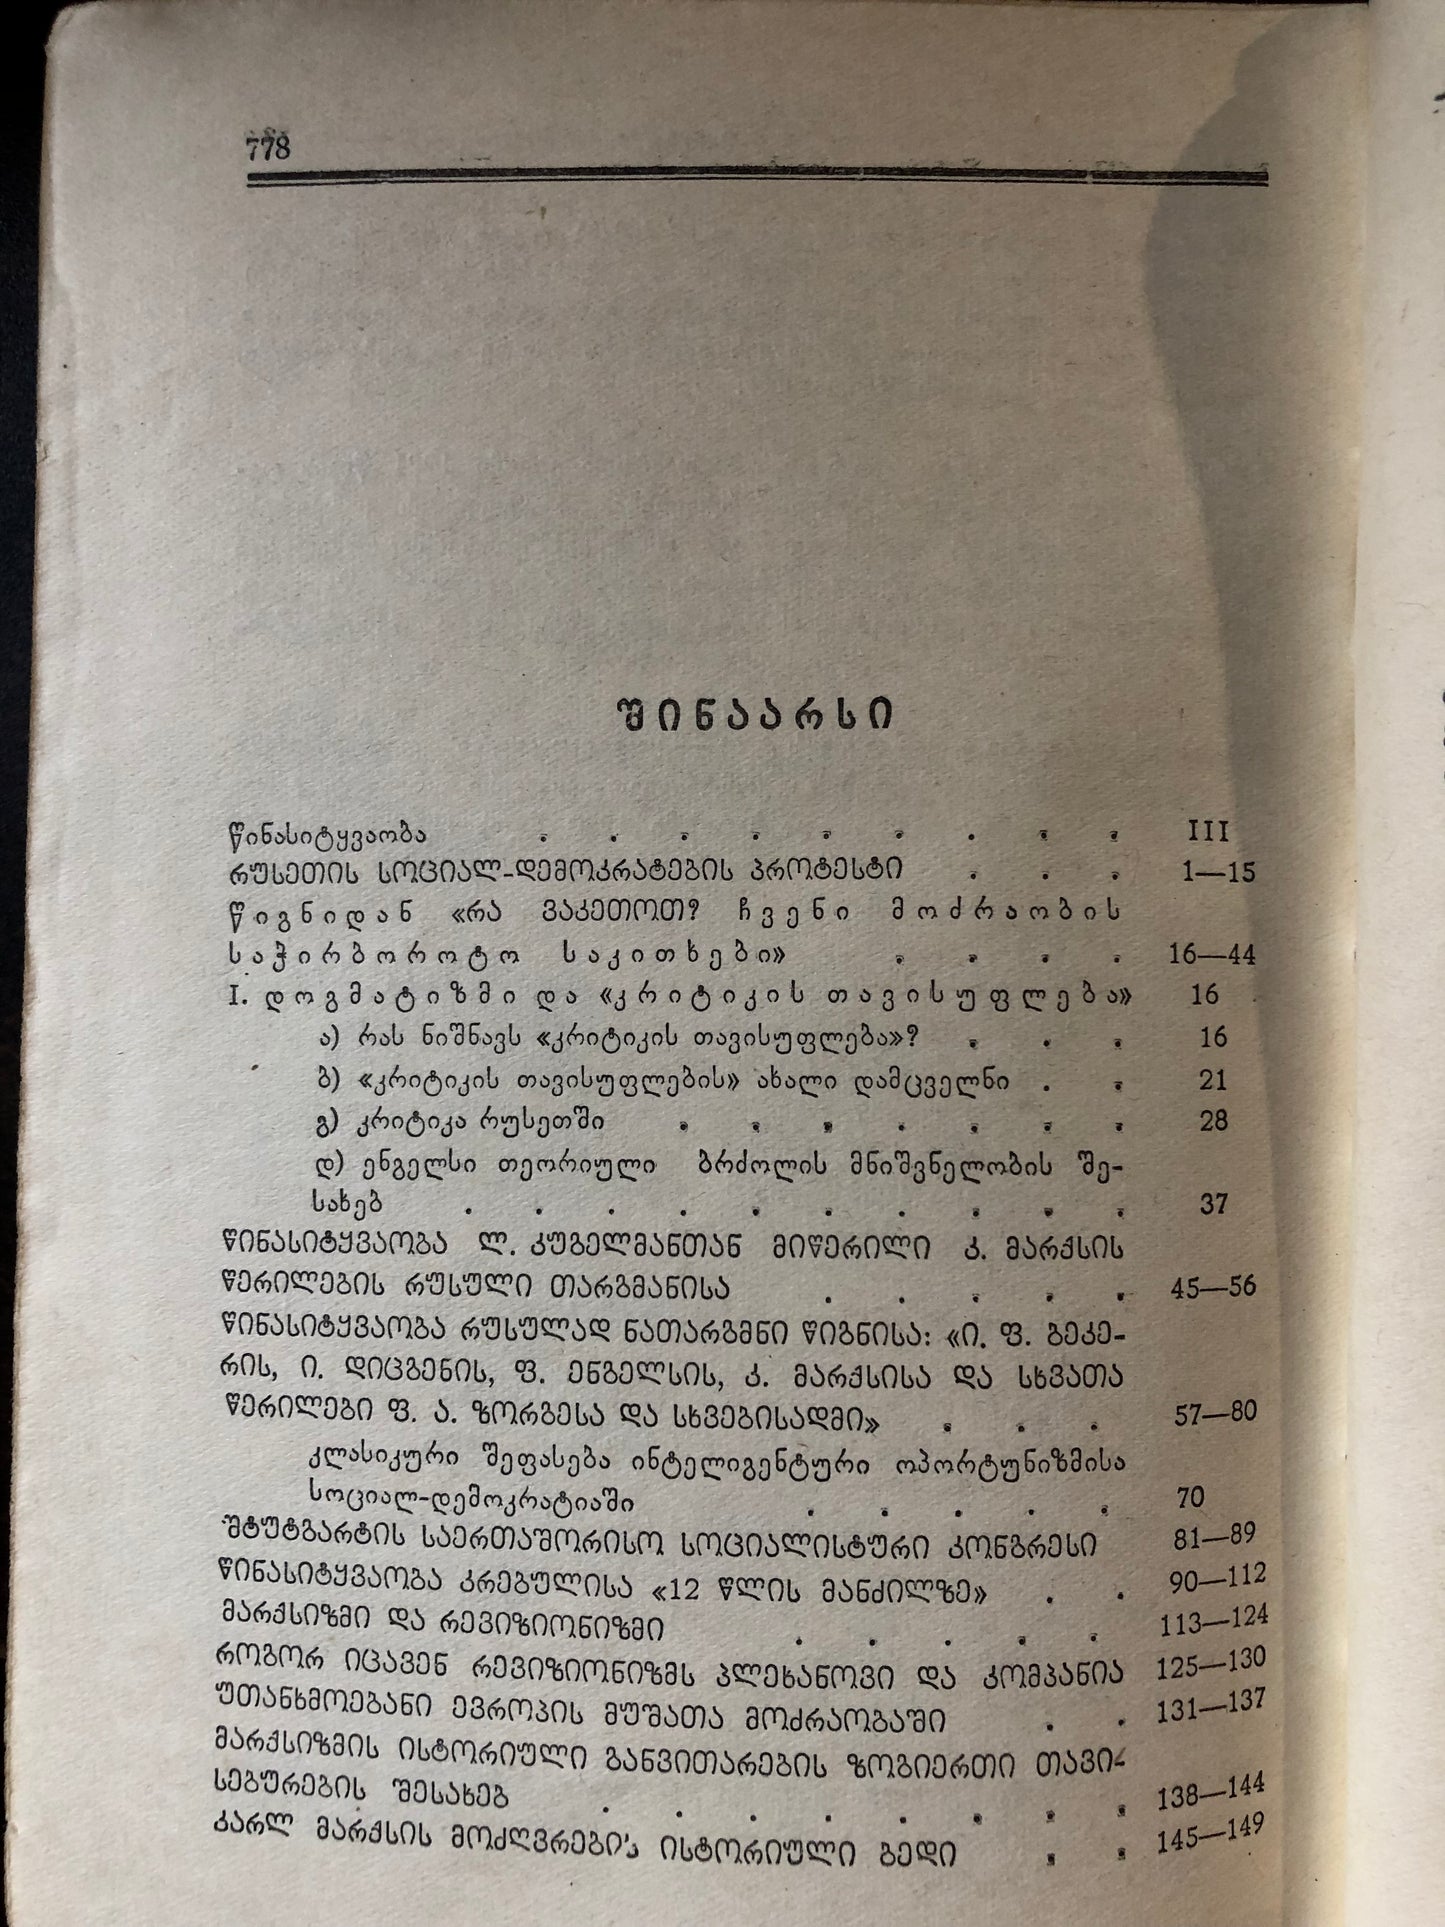 778
შინაარსი
წინასიტყვაობა . . . . . . . . . III
რუსეთის სოციალ-დემოკრატების პროტესტი . . . 1—15
წიგნიდან «რა ვაკეთოთ? ჩვენი მოძრაობის
საჭირბოროტო საკითხები» . . . . 16—44
I. დოგმატიზმი და «კრიტიკის თავისუფლება» 16
ა) რას ნიშნავს «კრიტიკის თავისუფლება»? . . . 16
ბ) «კრიტიკის თავისუფლების» ახალი დამცველნი . . 21
გ) კრიტიკა რუსეთში . . . . . . . 28
დ) ენგელსი თეორიული ბრძოლის მნიშვნელობის შე-
სახებ . . . . . . . . . . 37
წინასიტყვაობა ლ. კუგელმანთან მიწერილი კ. მარქსის
წერილების რუსული თარგმანისა . . . . . 45—56
წინასიტყვაობა რუსულად ნათარგმნი წიგნისა: «ი. ფ. ბეკე-
რის, ი. დიცგენის, ფ. ენგელსის, კ. მარქსისა და სხვათა
წერილები ფ. ა. ზორგესა და სხვებისადმი» . . . 57—80
კლასიკური შეფასება ინტელიგენტური ოპორტუნიზმისა
სოციალ-დემოკრატიაში . . . . . 70
შტუტგარტის საერთაშორისო სოციალისტური კონგრესი 81—89
წინასიტყვაობა კრებულისა «12 წლის მანძილზე» . . 90—112
მარქსიზმი და რევიზიონიზმი . . . . . 113—124
როგორ იცავენ რევიზიონიზმს პლეხანოვი და კომპანია 125—130
უთანხმოებანი ევროპის მუშათა მოძრაობაში . . 131—137
მარქსიზმის ისტორიული განვითარების ზოგიერთი თავი-
სებურების შესახებ . . . . . . . . 138—144
კარლ მარქსის მოძღვრების ისტორიული ბედი . . 145—149